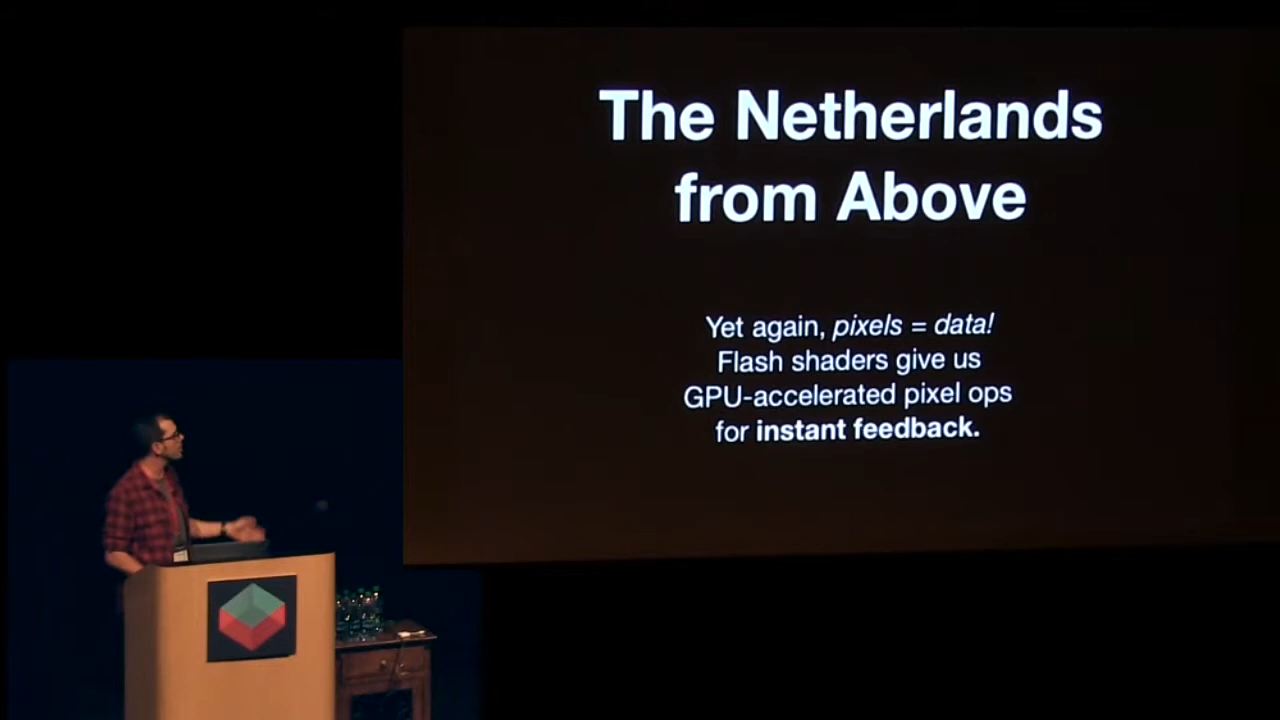 The Netherlands
from Above
Yet again, pixels = data!
Flash shaders give us
GPU-accelerated pixel ops
for instant feedback.